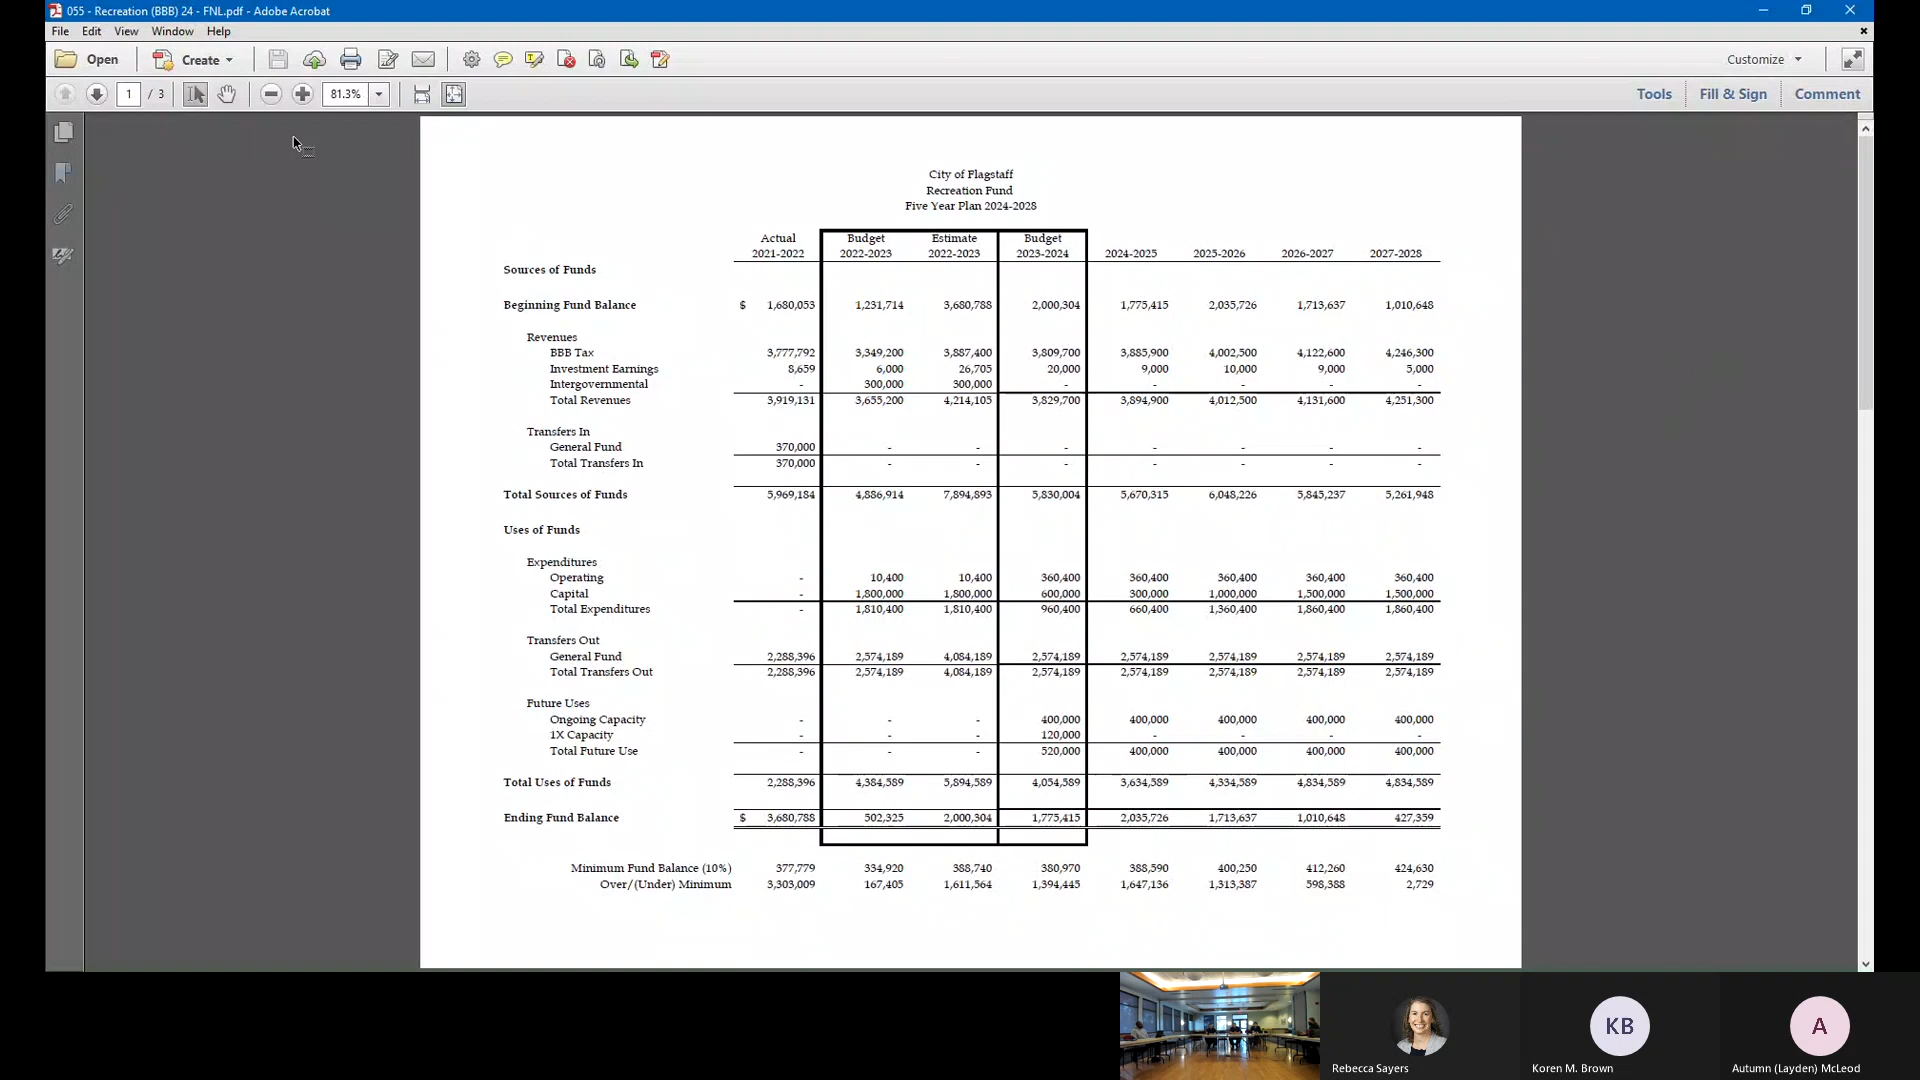 055 - Recreation (BBB) 24 - FNL.pdf - Adobe Acrobat
File Edit View Window Help
Open Create Customize
1 / 3 81.3% Tools Fill & Sign Comment
City of Flagstaff
Recreation Fund
Five Year Plan 2024-2028
Actual Budget Estimate Budget
2021-2022 2022-2023 2022-2023 2023-2024 2024-2025 2025-2026 2026-2027 2027-2028
Sources of Funds
Beginning Fund Balance $ 1,680,053 1,231,714 3,680,788 2,000,304 1,775,415 2,035,726 1,713,637 1,010,648
Revenues
BBB Tax 3,777,792 3,349,200 3,887,400 3,809,700 3,885,900 4,002,500 4,122,600 4,246,300
Investment Earnings 8,659 6,000 26,705 20,000 9,000 10,000 9,000 5,000
Intergovernmental - 300,000 300,000 - - - - -
Total Revenues 3,919,131 3,655,200 4,214,105 3,829,700 3,894,900 4,012,500 4,131,600 4,251,300
Transfers In
General Fund 370,000 - - - - - - -
Total Transfers In 370,000 - - - - - - -
Total Sources of Funds 5,969,184 4,886,914 7,894,893 5,830,004 5,670,315 6,048,226 5,845,237 5,261,948
Uses of Funds
Expenditures
Operating - 10,400 10,400 360,400 360,400 360,400 360,400 360,400
Capital - 1,800,000 1,800,000 600,000 300,000 1,000,000 1,500,000 1,500,000
Total Expenditures - 1,810,400 1,810,400 960,400 660,400 1,360,400 1,860,400 1,860,400
Transfers Out
General Fund 2,288,396 2,574,189 4,084,189 2,574,189 2,574,189 2,574,189 2,574,189 2,574,189
Total Transfers Out 2,288,396 2,574,189 4,084,189 2,574,189 2,574,189 2,574,189 2,574,189 2,574,189
Future Uses
Ongoing Capacity - - - 400,000 400,000 400,000 400,000 400,000
1X Capacity - - - 120,000 - - - -
Total Future Use - - - 520,000 400,000 400,000 400,000 400,000
Total Uses of Funds 2,288,396 4,384,589 5,894,589 4,054,589 3,634,589 4,334,589 4,834,589 4,834,589
Ending Fund Balance $ 3,680,788 502,325 2,000,304 1,775,415 2,035,726 1,713,637 1,010,648 427,359
Minimum Fund Balance (10%) 377,779 334,920 388,740 380,970 388,590 400,250 412,260 424,630
Over/(Under) Minimum 3,303,009 167,405 1,611,564 1,394,445 1,647,136 1,313,387 598,388 2,729
KB A
Rebecca Sayers Koren M. Brown Autumn (Layden) McLeod